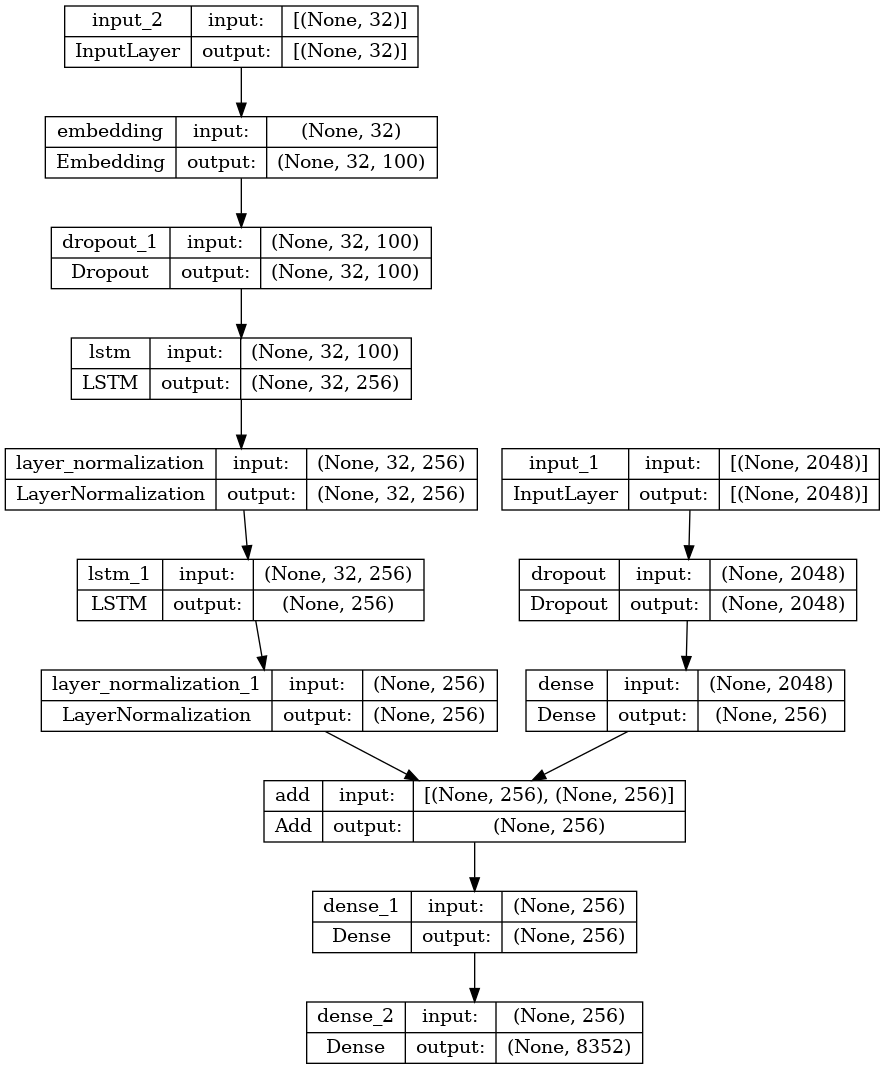 input_2 input: [(None, 32)]
InputLayer output: [(None, 32)]
embedding input: (None, 32)
Embedding output: (None, 32, 100)
dropout_1 input: (None, 32, 100)
Dropout output: (None, 32, 100)
lstm input: (None, 32, 100)
LSTM output: (None, 32, 256)
layer_normalization input: (None, 32, 256)
LayerNormalization output: (None, 32, 256)
input_1 input: [(None, 2048)]
InputLayer output: [(None, 2048)]
lstm_1 input: (None, 32, 256)
LSTM output: (None, 256)
dropout input: (None, 2048)
Dropout output: (None, 2048)
layer_normalization_1 input: (None, 256)
LayerNormalization output: (None, 256)
dense input: (None, 2048)
Dense output: (None, 256)
add input: [(None, 256), (None, 256)]
Add output: (None, 256)
dense_1 input: (None, 256)
Dense output: (None, 256)
dense_2 input: (None, 256)
Dense output: (None, 8352)